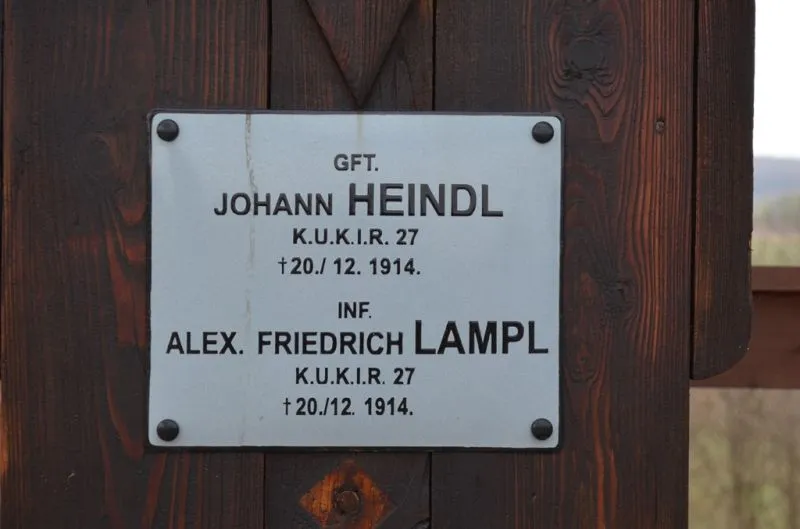 GFT.
JOHANN HEINDL
K.U.K.I.R. 27
†20./ 12. 1914.
INF.
ALEX. FRIEDRICH LAMPL
K.U.K.I.R. 27
†20./12. 1914.